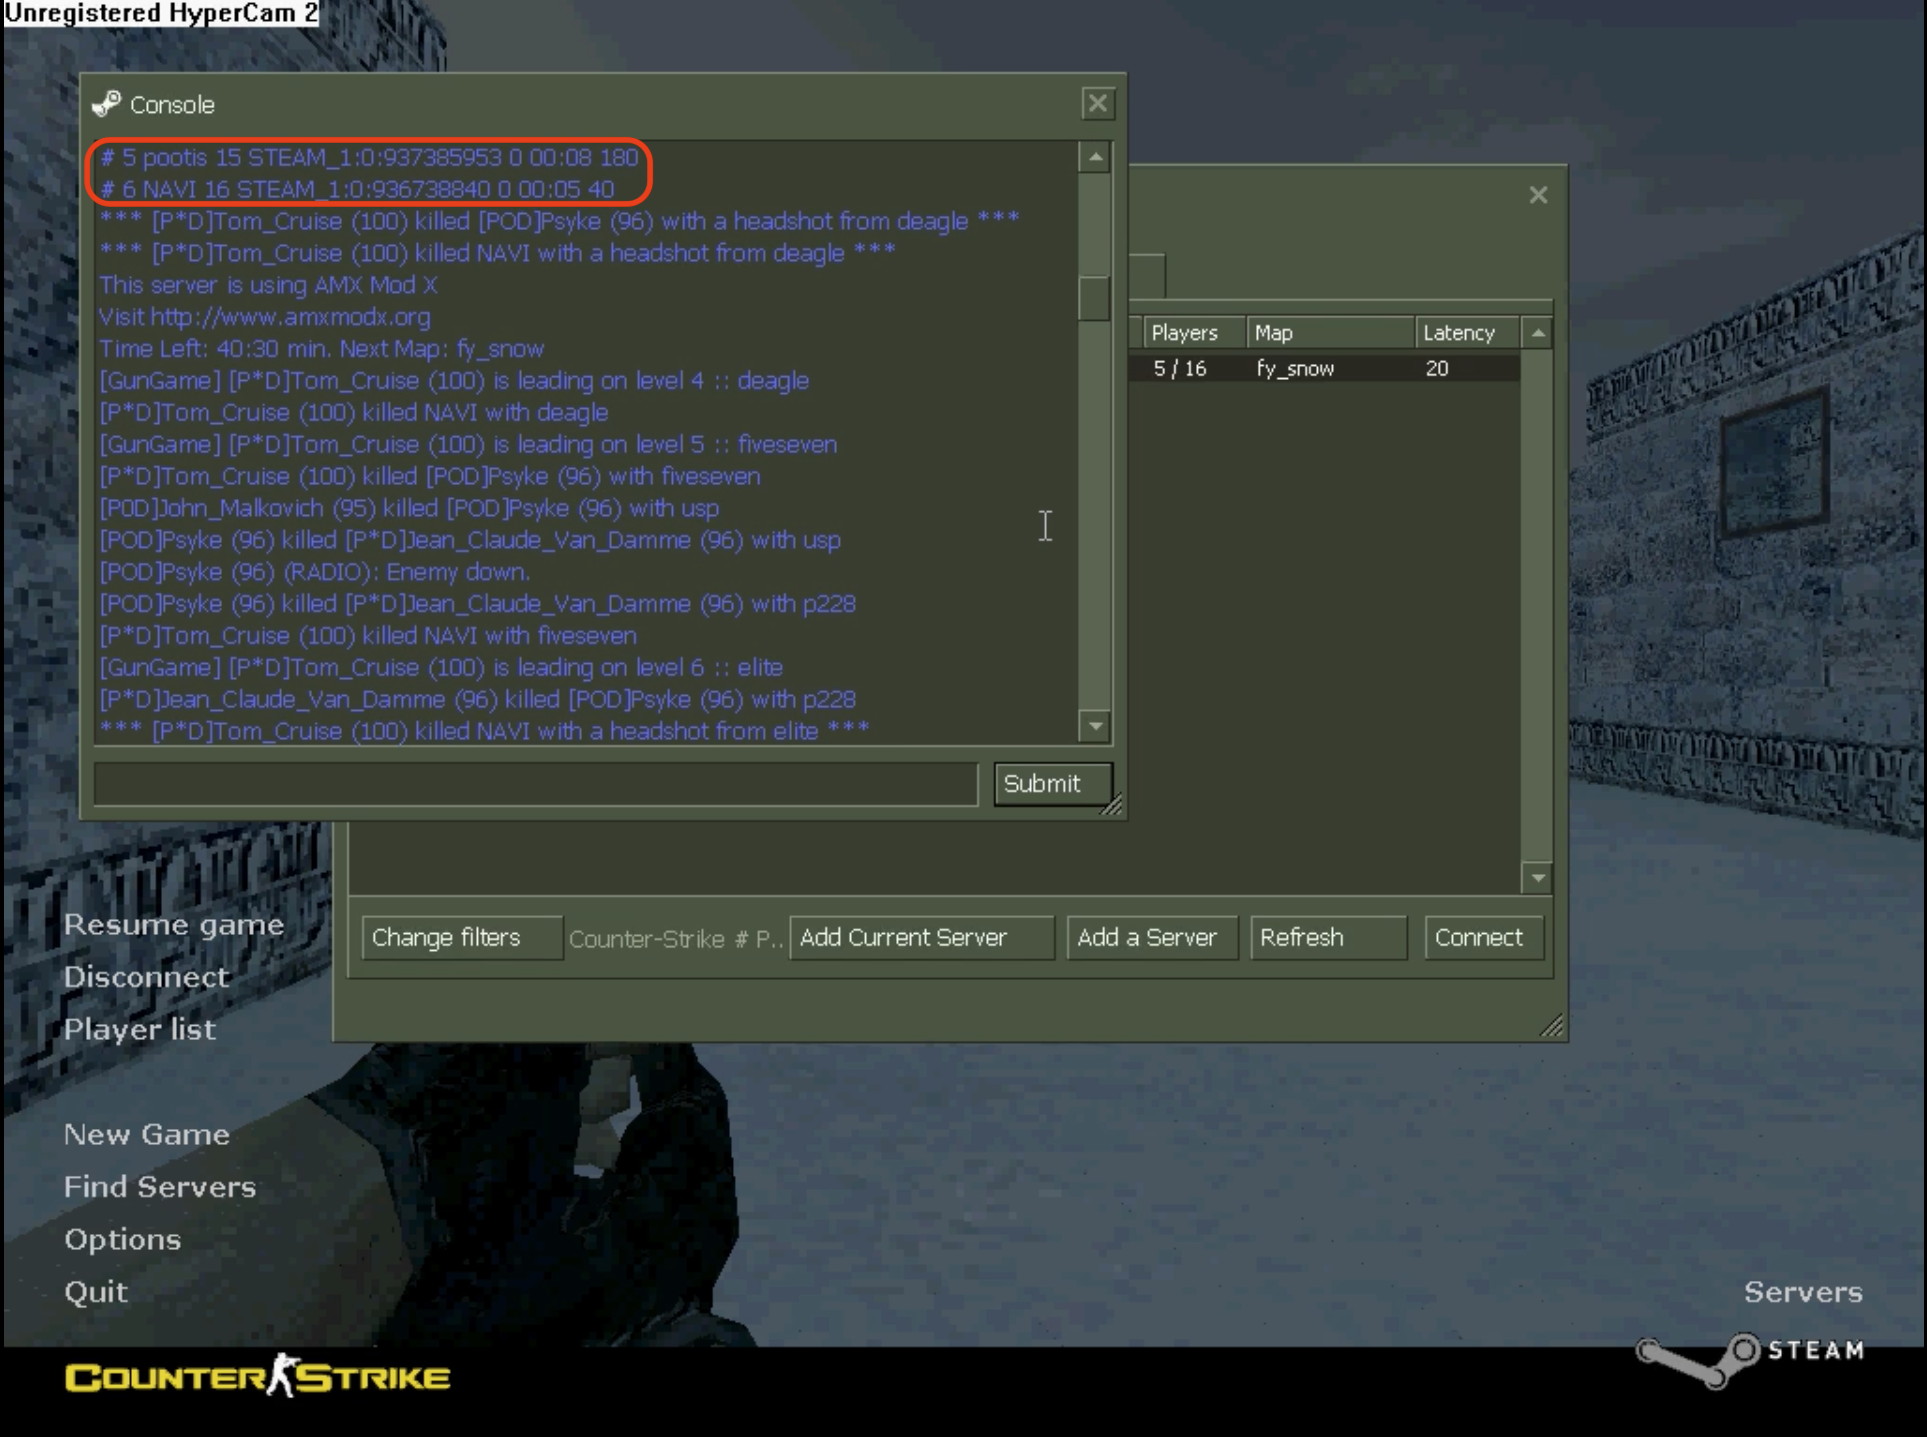 Unregistered HyperCam 2
Console
# 5 pootis 15 STEAM_1:0:937385953 0 00:08 180
# 6 NAVI 16 STEAM_1:0:936738840 0 00:05 40
*** [P*D]Tom_Cruise (100) killed [POD]Psyke (96) with a headshot from deagle ***
*** [P*D]Tom_Cruise (100) killed NAVI with a headshot from deagle ***
This server is using AMX Mod X
Visit http://www.amxmodx.org
Time Left: 40:30 min. Next Map: fy_snow
[GunGame] [P*D]Tom_Cruise (100) is leading on level 4 :: deagle
[P*D]Tom_Cruise (100) killed NAVI with deagle
[GunGame] [P*D]Tom_Cruise (100) is leading on level 5 :: fiveseven
[P*D]Tom_Cruise (100) killed [POD]Psyke (96) with fiveseven
[POD]John_Malkovich (95) killed [POD]Psyke (96) with usp
[POD]Psyke (96) killed [P*D]Jean_Claude_Van_Damme (96) with usp
[POD]Psyke (96) (RADIO): Enemy down.
[POD]Psyke (96) killed [P*D]Jean_Claude_Van_Damme (96) with p228
[P*D]Tom_Cruise (100) killed NAVI with fiveseven
[GunGame] [P*D]Tom_Cruise (100) is leading on level 6 :: elite
[P*D]Jean_Claude_Van_Damme (96) killed [POD]Psyke (96) with p228
*** [P*D]Tom_Cruise (100) killed NAVI with a headshot from elite ***
Submit
Players Map Latency
5 / 16 fy_snow 20
Change filters Counter-Strike # P.. Add Current Server Add a Server Refresh Connect
Resume game
Disconnect
Player list
New Game
Find Servers
Options
Quit
Servers
COUNTER STRIKE
STEAM